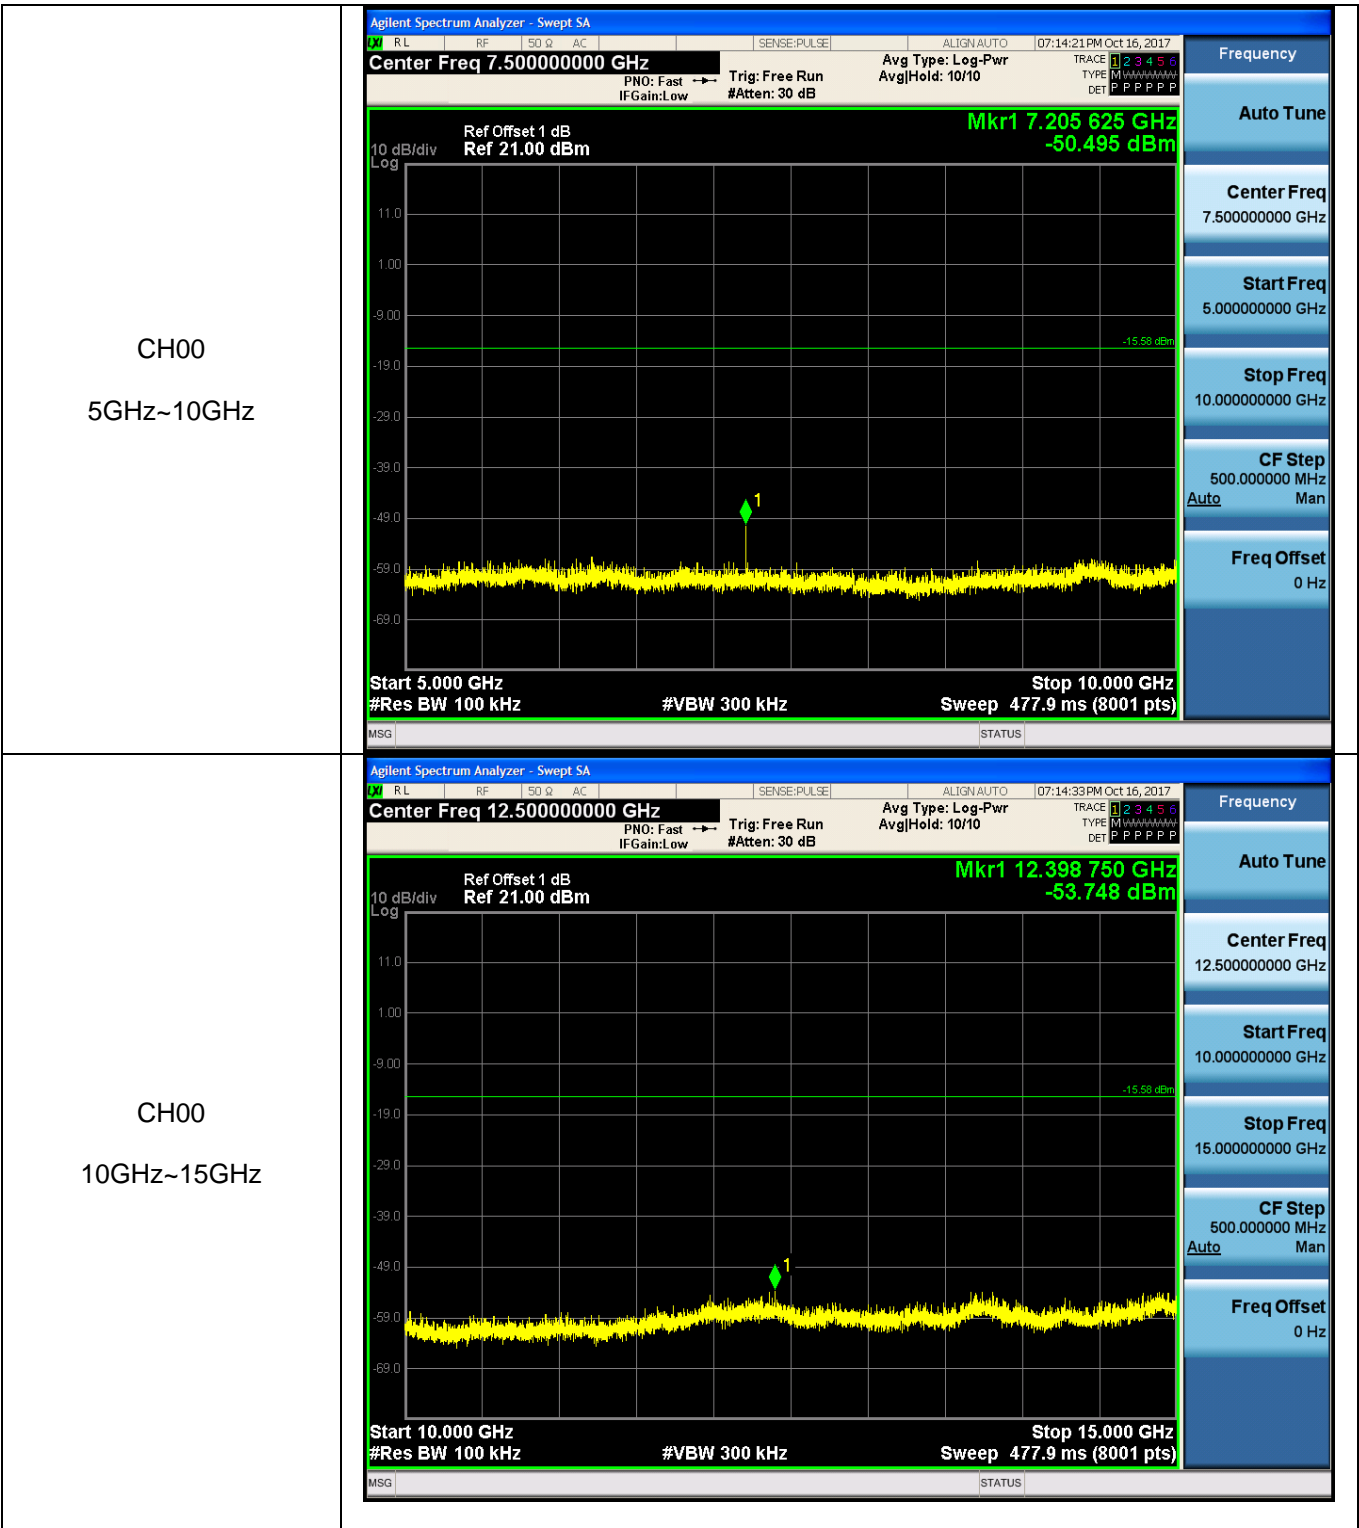 CH00
5GHz~10GHz
Agilent Spectrum Analyzer - Swept SA
LXI RL RF 50 Ω AC SENSE:PULSE ALIGN AUTO 07:14:21 PM Oct 16, 2017
Center Freq 7.500000000 GHz
PNO: Fast
IFGain:Low
Trig: Free Run
#Atten: 30 dB
Avg Type: Log-Pwr
Avg|Hold: 10/10
TRACE 1 2 3 4 5 6
TYPE M WWWWW
DET P P P P P P
Mkr1 7.205 625 GHz
-50.495 dBm
Ref Offset 1 dB
10 dB/div Ref 21.00 dBm
Log
11.0
1.00
-9.00
-15.58 dBm
-19.0
-29.0
-39.0
1
-49.0
-59.0
-69.0
Start 5.000 GHz Stop 10.000 GHz
#Res BW 100 kHz #VBW 300 kHz Sweep 477.9 ms (8001 pts)
MSG STATUS
Frequency
Auto Tune
Center Freq
7.500000000 GHz
Start Freq
5.000000000 GHz
Stop Freq
10.000000000 GHz
CF Step
500.000000 MHz
Auto Man
Freq Offset
0 Hz
CH00
10GHz~15GHz
Agilent Spectrum Analyzer - Swept SA
LXI RL RF 50 Ω AC SENSE:PULSE ALIGN AUTO 07:14:33 PM Oct 16, 2017
Center Freq 12.500000000 GHz
PNO: Fast
IFGain:Low
Trig: Free Run
#Atten: 30 dB
Avg Type: Log-Pwr
Avg|Hold: 10/10
TRACE 1 2 3 4 5 6
TYPE M WWWWW
DET P P P P P P
Mkr1 12.398 750 GHz
-53.748 dBm
Ref Offset 1 dB
10 dB/div Ref 21.00 dBm
Log
11.0
1.00
-9.00
-15.58 dBm
-19.0
-29.0
-39.0
-49.0
1
-59.0
-69.0
Start 10.000 GHz Stop 15.000 GHz
#Res BW 100 kHz #VBW 300 kHz Sweep 477.9 ms (8001 pts)
MSG STATUS
Frequency
Auto Tune
Center Freq
12.500000000 GHz
Start Freq
10.000000000 GHz
Stop Freq
15.000000000 GHz
CF Step
500.000000 MHz
Auto Man
Freq Offset
0 Hz